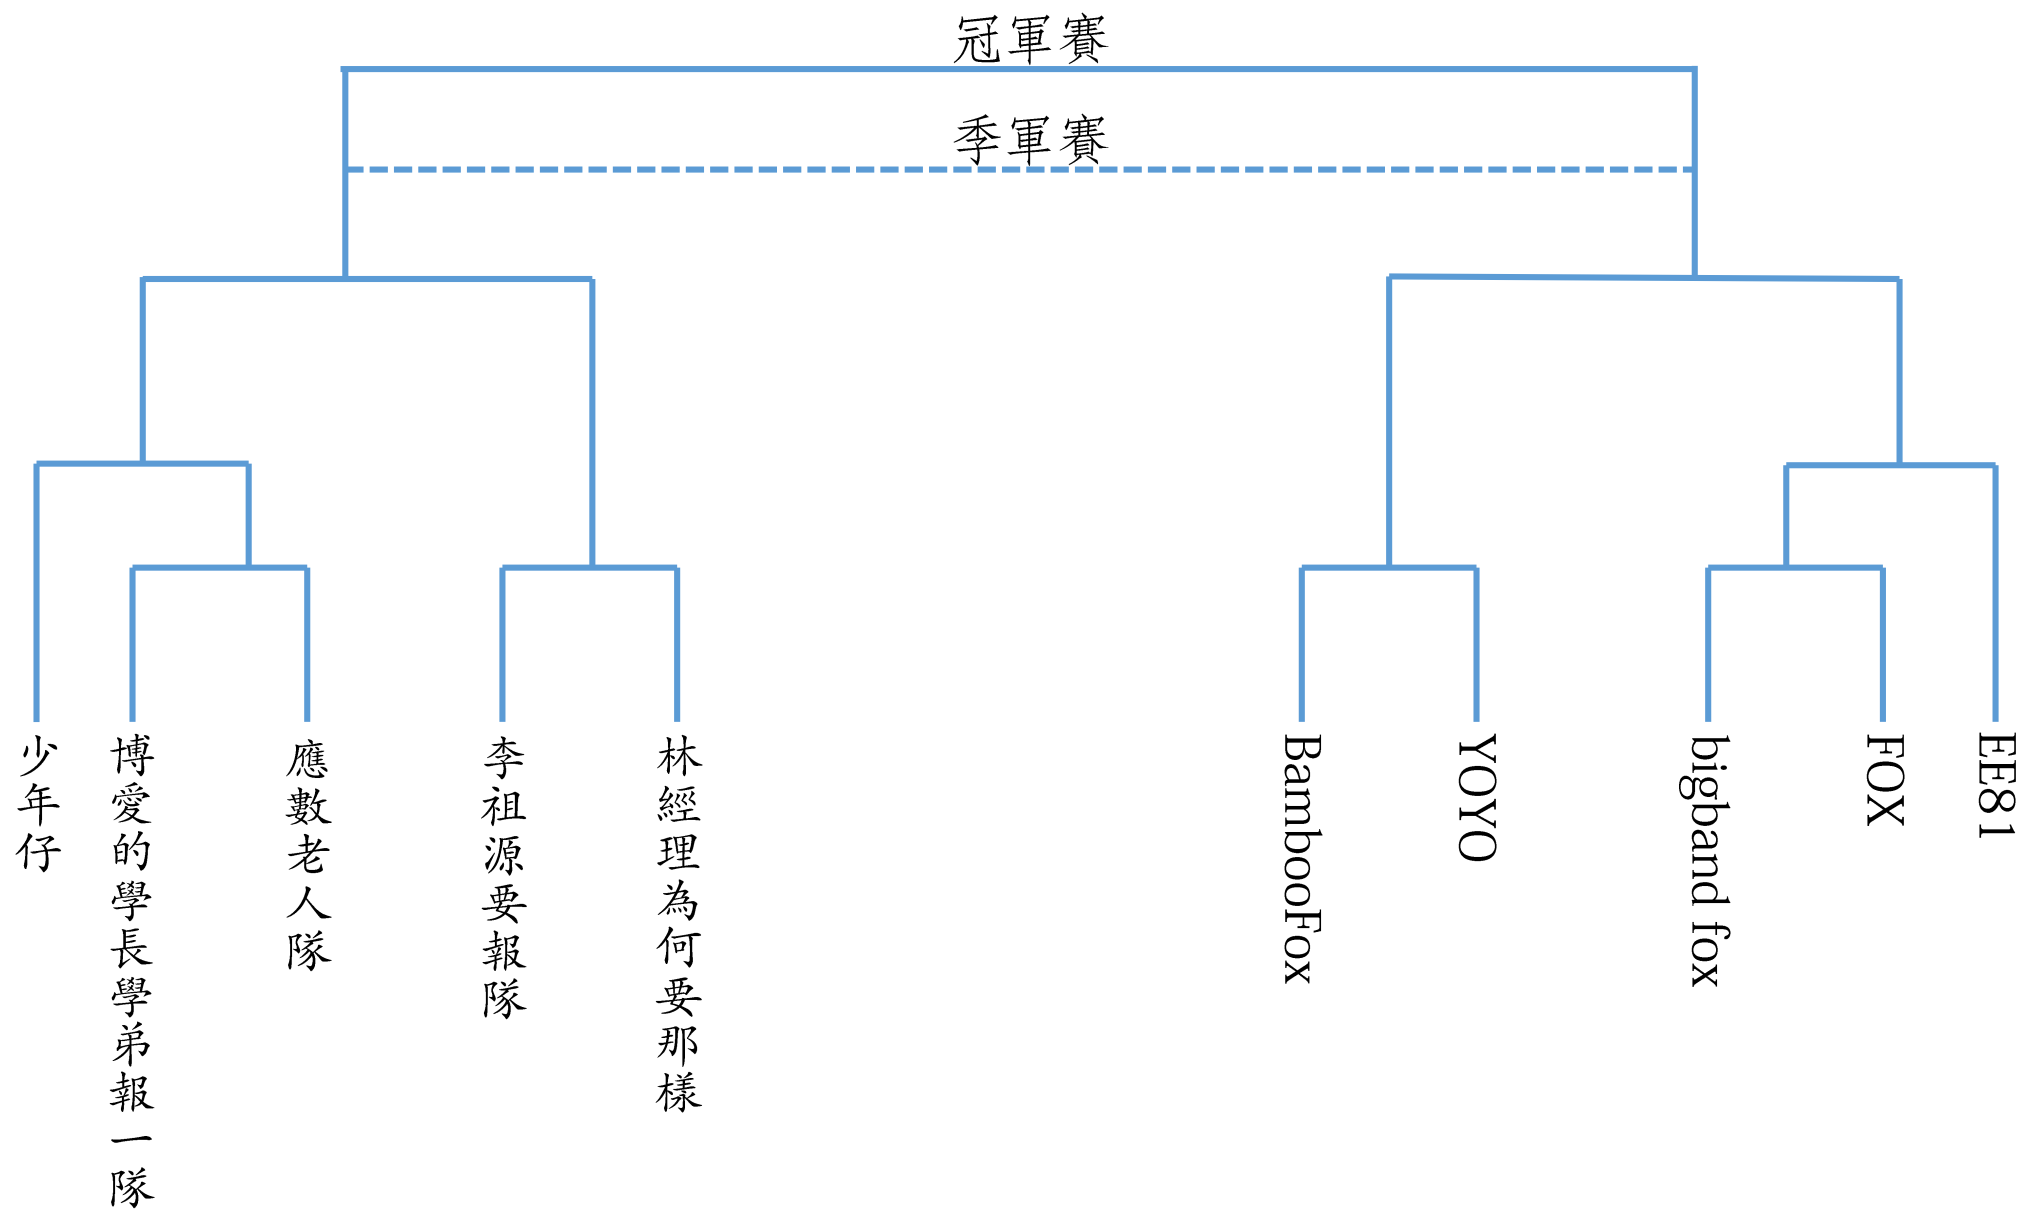 冠軍賽
季軍賽
少年仔
博愛的學長學弟報一隊
應數老人隊
李祖源要報隊
林經理為何要那樣
BambooFox
YOYO
bigband fox
FOX
EE81